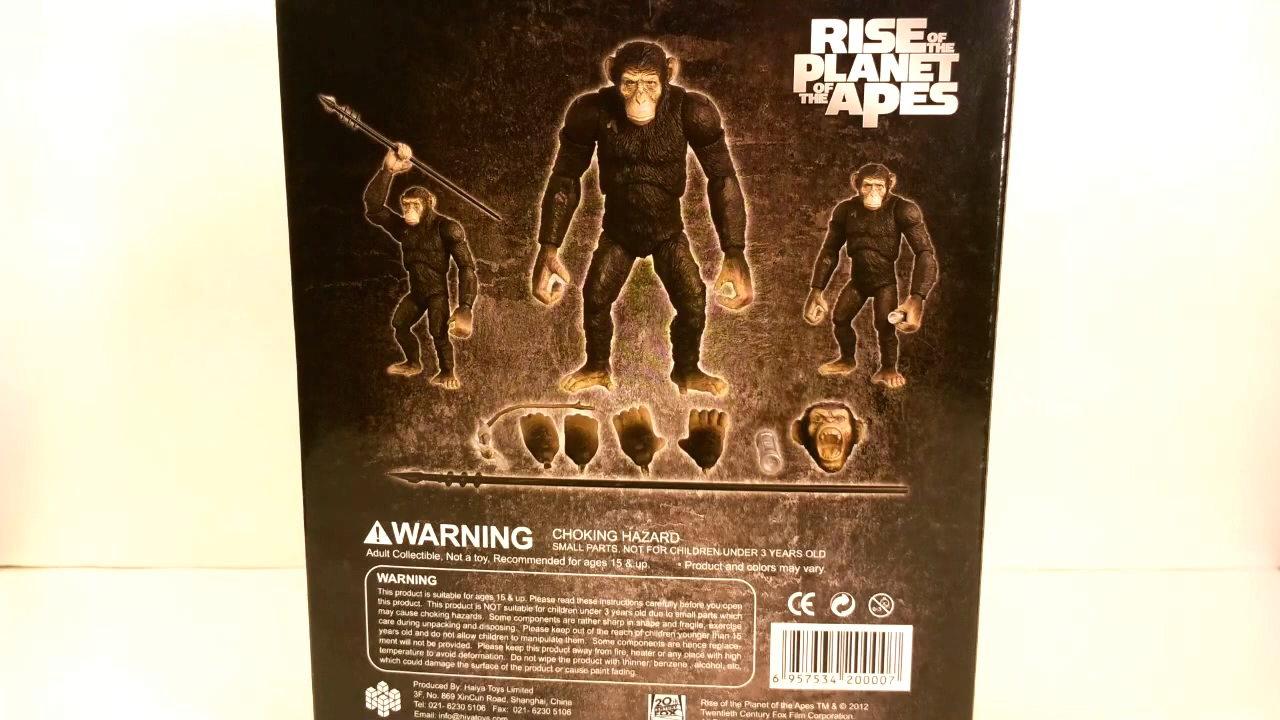 RISE OF THE
PLANET
OF THE APES
WARNING
CHOKING HAZARD
SMALL PARTS, NOT FOR CHILDREN UNDER 3 YEARS OLD
Adult Collectible, Not a toy, Recommended for ages 15 & up. • Product and colors may vary.
WARNING
This product is suitable for ages 15 & up. Please read these instructions carefully before you open
this product. This product is NOT suitable for children under 3 years old due to small parts which
may cause choking hazards. Some components are rather sharp in shape and fragile, exercise
care during unpacking and disposing. Please keep out of the reach of children younger than 15
years old and do not allow children to manipulate them. Some components are hence replace-
ment will not be provided. Please keep this product away from fire, heater or any place with high
temperature to avoid deformation. Do not wipe the product with thinner, benzene, alcohol, etc,
which could damage the surface of the product or cause paint fading.
CE
0-3
6 957534 200007
Produced By: Haiya Toys Limited
3F, No. 869 XinCun Road, Shanghai, China
Tel: 021- 6230 5106 Fax: 021- 6230 5106
Email: info@hiyatoys.com
20th
CENTURY
FOX
Rise of the Planet of the Apes TM & © 2012
Twentieth Century Fox Film Corporation.